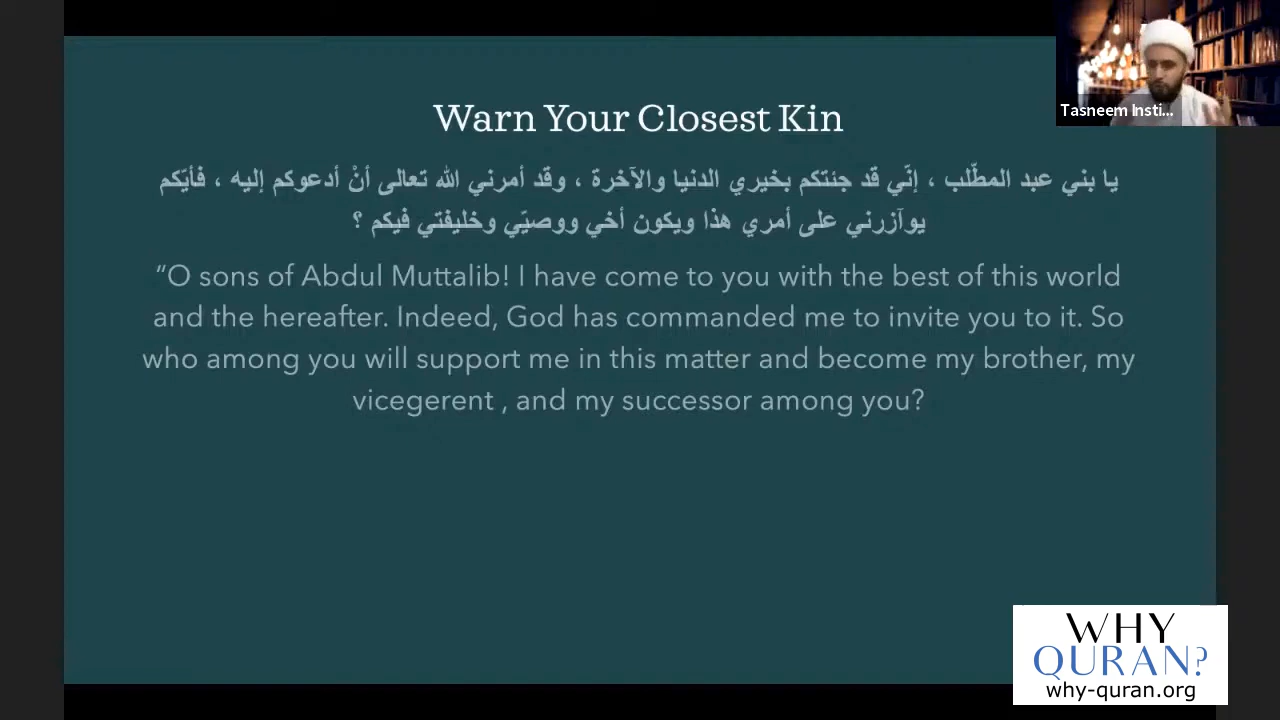 Tasneem Insti...
Warn Your Closest Kin
يا بني عبد المطّلب ، إنّي قد جئتكم بخيري الدنيا والآخرة ، وقد أمرني الله تعالى أنْ أدعوكم إليه ، فأيّكم
يوآزرني على أمري هذا ويكون أخي ووصيّي وخليفتي فيكم ؟
“O sons of Abdul Muttalib! I have come to you with the best of this world
and the hereafter. Indeed, God has commanded me to invite you to it. So
who among you will support me in this matter and become my brother, my
vicegerent , and my successor among you?
WHY
QURAN?
why-quran.org